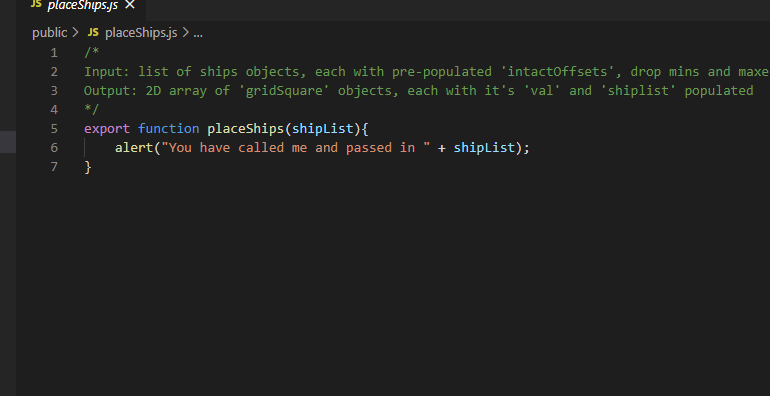 JS placeShips.js ×
public > JS placeShips.js > ...
1 /*
2 Input: list of ships objects, each with pre-populated 'intactOffsets', drop mins and maxe
3 Output: 2D array of 'gridSquare' objects, each with it's 'val' and 'shiplist' populated
4 */
5 export function placeShips(shipList){
6 alert("You have called me and passed in " + shipList);
7 }